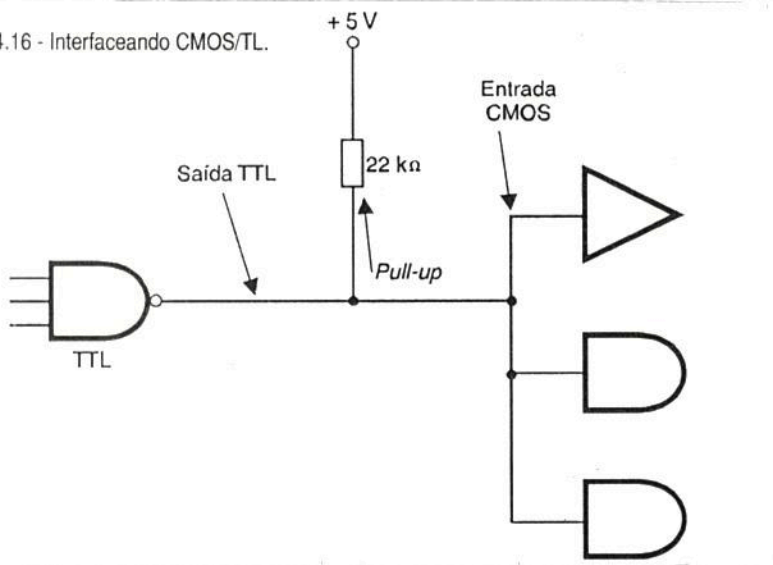 + 5 V
4.16 - Interfaceando CMOS/TL.
Entrada
CMOS
22 kΩ
Saída TTL
Pull-up
TTL